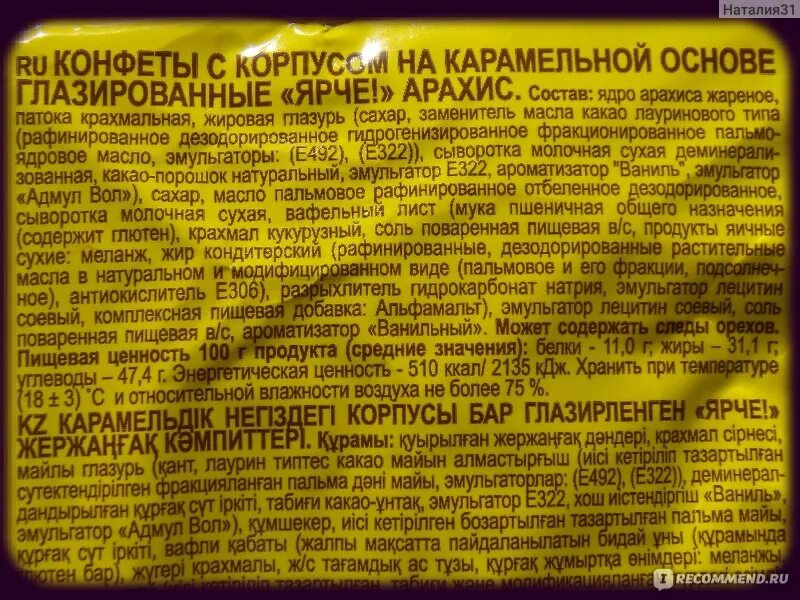 Наталия31
RU КОНФЕТЫ С КОРПУСОМ НА КАРАМЕЛЬНОЙ ОСНОВЕ
ГЛАЗИРОВАННЫЕ «ЯРЧЕ!» АРАХИС. Состав: ядро арахиса жареное,
патока крахмальная, жировая глазурь (сахар, заменитель масла какао лауринового типа
(рафинированное дезодорированное гидрогенизированное фракционированное пальмо-
ядровое масло, эмульгаторы: (Е492), (Е322)), сыворотка молочная сухая деминерали-
зованная, какао-порошок натуральный, эмульгатор Е322, ароматизатор "Ваниль", эмульгатор
«Адмул Вол»), сахар, масло пальмовое рафинированное отбеленное дезодорированное,
сыворотка молочная сухая, вафельный лист (мука пшеничная общего назначения
(содержит глютен), крахмал кукурузный, соль поваренная пищевая в/с, продукты яичные
сухие: меланж, жир кондитерский (рафинированные, дезодорированные растительные
масла в натуральном и модифицированном виде (пальмовое и его фракции, подсолнеч-
ное), антиокислитель Е306), разрыхлитель гидрокарбонат натрия, эмульгатор лецитин
соевый, комплексная пищевая добавка: Альфамальт), эмульгатор лецитин соевый, соль
поваренная пищевая в/с, ароматизатор «Ванильный». Может содержать следы орехов.
Пищевая ценность 100 г продукта (средние значения): белки - 11,0 г; жиры – 31,1 г;
углеводы – 47,4 г. Энергетическая ценность - 510 ккал/ 2135 кДж. Хранить при температуре
(18 ± 3) °С и относительной влажности воздуха не более 75 %.
KZ КАРАМЕЛЬДІК НЕГІЗДЕГІ КОРПУСЫ БАР ГЛАЗИРЛЕНГЕН «ЯРЧЕ!»
ЖЕРЖАҢҒАҚ КӘМПИТТЕРІ. Құрамы: қуырылған жержаңғақ дәндері, крахмал сірнесі,
майлы глазурь (қант, лаурин типтес какао майын алмастырғыш (иісі кетіріліп тазартылған
сутектендірілген фракцияланған пальма дәні майы, эмульгаторлар: (Е492), (Е322)), деминерал-
дандырылған құрғақ сүт іркіті, табиғи какао-ұнтақ, эмульгатор Е322, хош иістендіргіш «Ваниль»,
эмульгатор «Адмул Вол»), құмшекер, иісі кетіріліп бозартылған тазартылған пальма майы,
құрғақ сүт іркіті, вафли қабаты (жалпы мақсатта пайдаланылатын бидай ұны (құрамында
глютен бар), жүгері крахмалы, ж/с тағамдық ас тұзы, құрғақ жұмыртқа өнімдері: меланжы,
(иісі кетіріліп тазартылған табиғи және
IRECOMMEND.RU